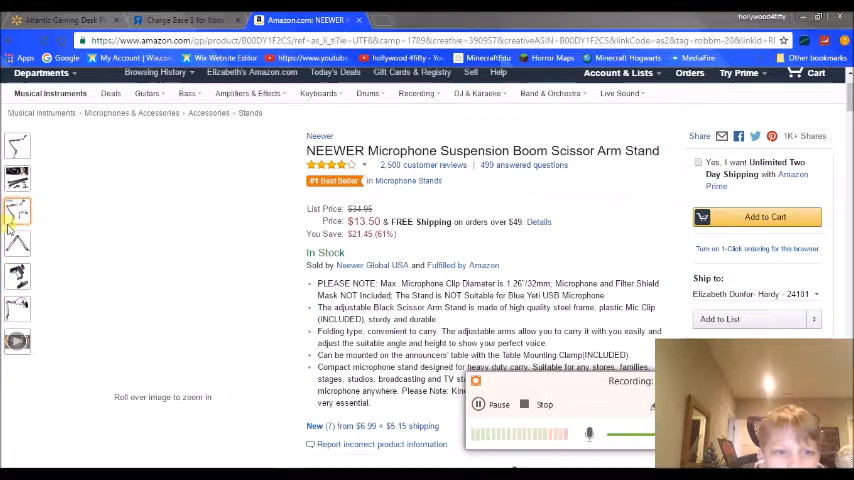 Atlantic Gaming Desk P
Charge Base S for Xbox
Amazon.com: NEEWER M
hollywood4fifty
https://www.amazon.com/gp/product/B00DY1F2CS/ref=as_li_tl?ie=UTF8&camp=1789&creative=390957&creativeASIN=B00DY1F2CS&linkCode=as2&tag=robbm-20&linkId=
Apps
Google
My Account | Wix.co
Wix Website Editor
https://www.youtube
hollywood 4fifty
MinecraftEdu
Horror Maps
Minecraft Hogwarts
MediaFire
Other bookmarks
Departments
Browsing History
Elizabeth's Amazon.com
Today's Deals
Gift Cards & Registry
Sell
Help
Account & Lists
Orders
Try Prime
Cart
Musical Instruments
Deals
Guitars
Bass
Amplifiers & Effects
Keyboards
Drums
Recording
DJ & Karaoke
Band & Orchestra
Live Sound
Musical Instruments › Microphones & Accessories › Accessories › Stands
Neewer
NEEWER Microphone Suspension Boom Scissor Arm Stand
2,500 customer reviews | 499 answered questions
#1 Best Seller in Microphone Stands
List Price: $34.95
Price: $13.50 & FREE Shipping on orders over $49. Details
You Save: $21.45 (61%)
In Stock.
Sold by Neewer Global USA and Fulfilled by Amazon.
PLEASE NOTE: Max. Microphone Clip Diameter is 1.26"/32mm; Microphone and Filter Shield
Mask NOT Included; The Stand is NOT Suitable for Blue Yeti USB Microphone.
The adjustable Black Scissor Arm Stand is made of high quality steel frame, plastic Mic Clip
(INCLUDED), sturdy and durable.
Folding type, convenient to carry. The adjustable arms allow you to carry it with you easily and
adjust the suitable angle and height to show your perfect voice.
Can be mounted on the announcers' table with the Table Mounting Clamp(INCLUDED).
Compact microphone stand designed for heavy duty carry. Suitable for any stores, families,
stages, studios, broadcasting and TV st
microphone anywhere. Please Note: Kin
very essential.
New (7) from $6.99 + $5.15 shipping
Report incorrect product information
Roll over image to zoom in
Share
1K+ Shares
Yes, I want Unlimited Two
Day Shipping with Amazon
Prime
Add to Cart
Turn on 1-Click ordering for this browser
Ship to:
Elizabeth Dunfor- Hardy - 24101
Add to List
Recording:
Pause
Stop